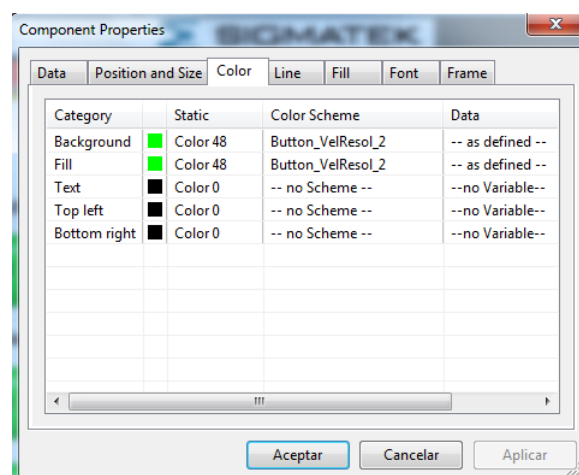 SIGMATEK
Component Properties
x
Data Position and Size Color Line Fill Font Frame
Category Static Color Scheme Data
Background Color 48 Button_VelResol_2 -- as defined --
Fill Color 48 Button_VelResol_2 -- as defined --
Text Color 0 -- no Scheme -- --no Variable--
Top left Color 0 -- no Scheme -- --no Variable--
Bottom right Color 0 -- no Scheme -- --no Variable--
Aceptar Cancelar Aplicar